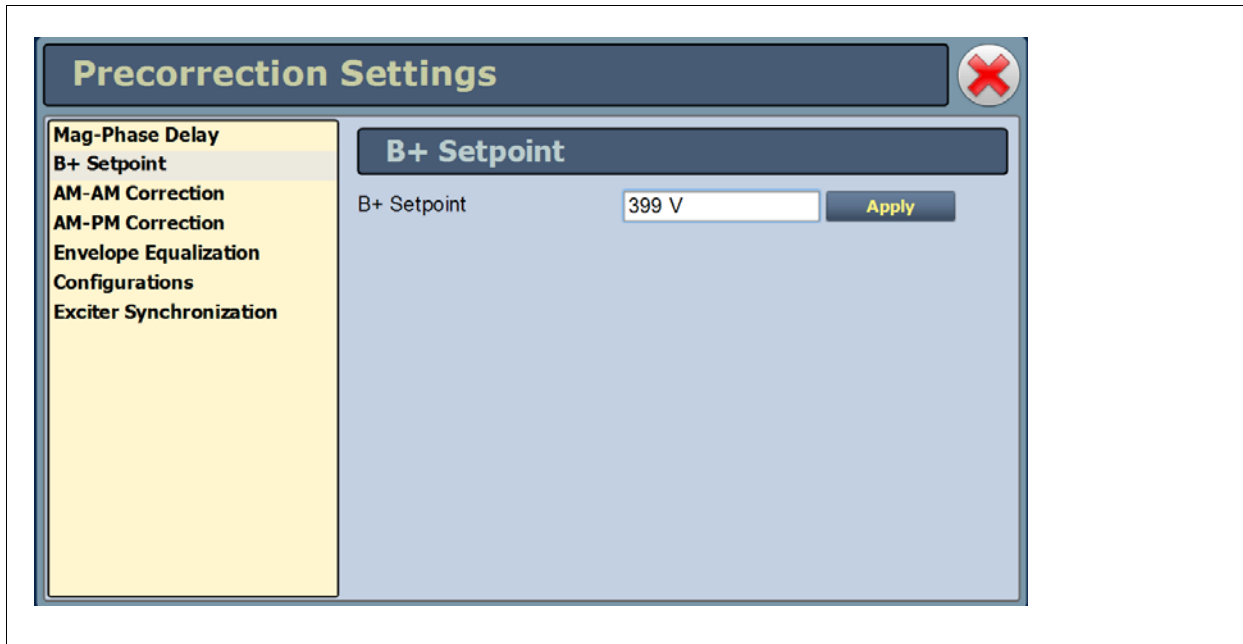 Precorrection Settings
Mag-Phase Delay
B+ Setpoint
AM-AM Correction
AM-PM Correction
Envelope Equalization
Configurations
Exciter Synchronization
B+ Setpoint
B+ Setpoint 399 V Apply